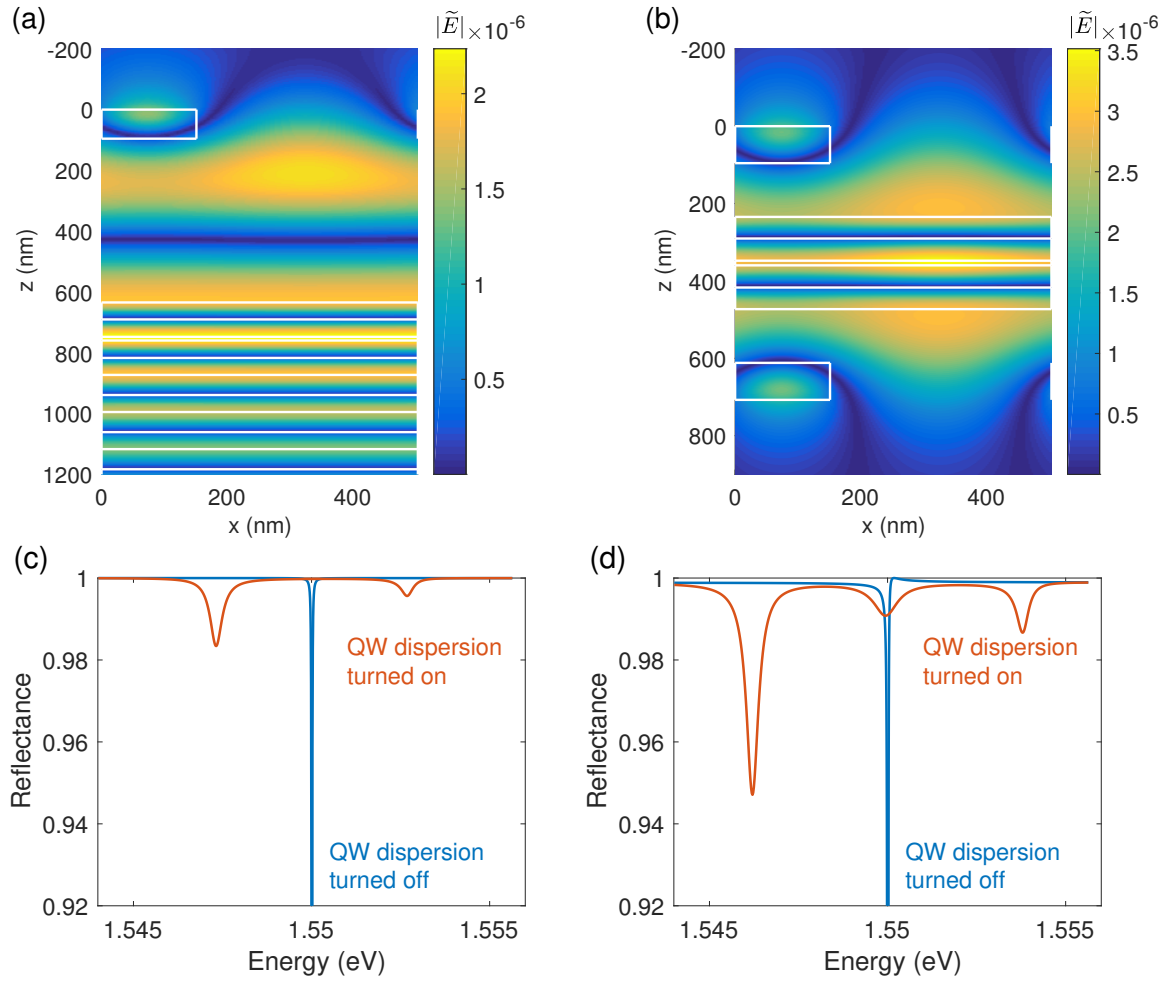 (a)
|Ẽ| ×10⁻⁶
-200
0
200
400
600
800
1000
1200
z (nm)
0
200
400
x (nm)
2
1.5
1
0.5
(b)
|Ẽ| ×10⁻⁶
-200
0
200
400
600
800
z (nm)
0
200
400
x (nm)
3.5
3
2.5
2
1.5
1
0.5
(c)
1
0.98
0.96
0.94
0.92
Reflectance
QW dispersion
turned on
QW dispersion
turned off
1.545
1.55
1.555
Energy (eV)
(d)
1
0.98
0.96
0.94
0.92
Reflectance
QW dispersion
turned on
QW dispersion
turned off
1.545
1.55
1.555
Energy (eV)